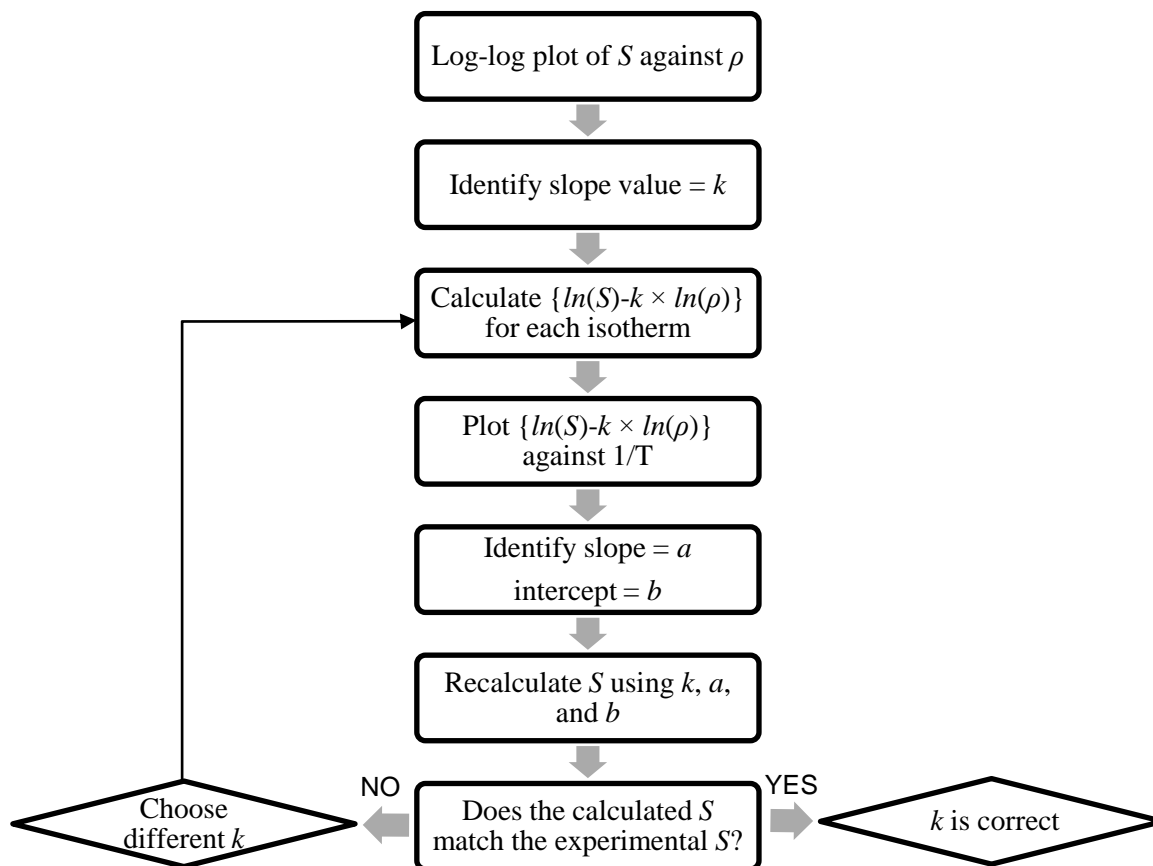 Log-log plot of S against ρ
Identify slope value = k
Calculate {ln(S)-k × ln(ρ)}
for each isotherm
Plot {ln(S)-k × ln(ρ)}
against 1/T
Identify slope = a
intercept = b
Recalculate S using k, a,
and b
NO
YES
Choose
different k
Does the calculated S
match the experimental S?
k is correct